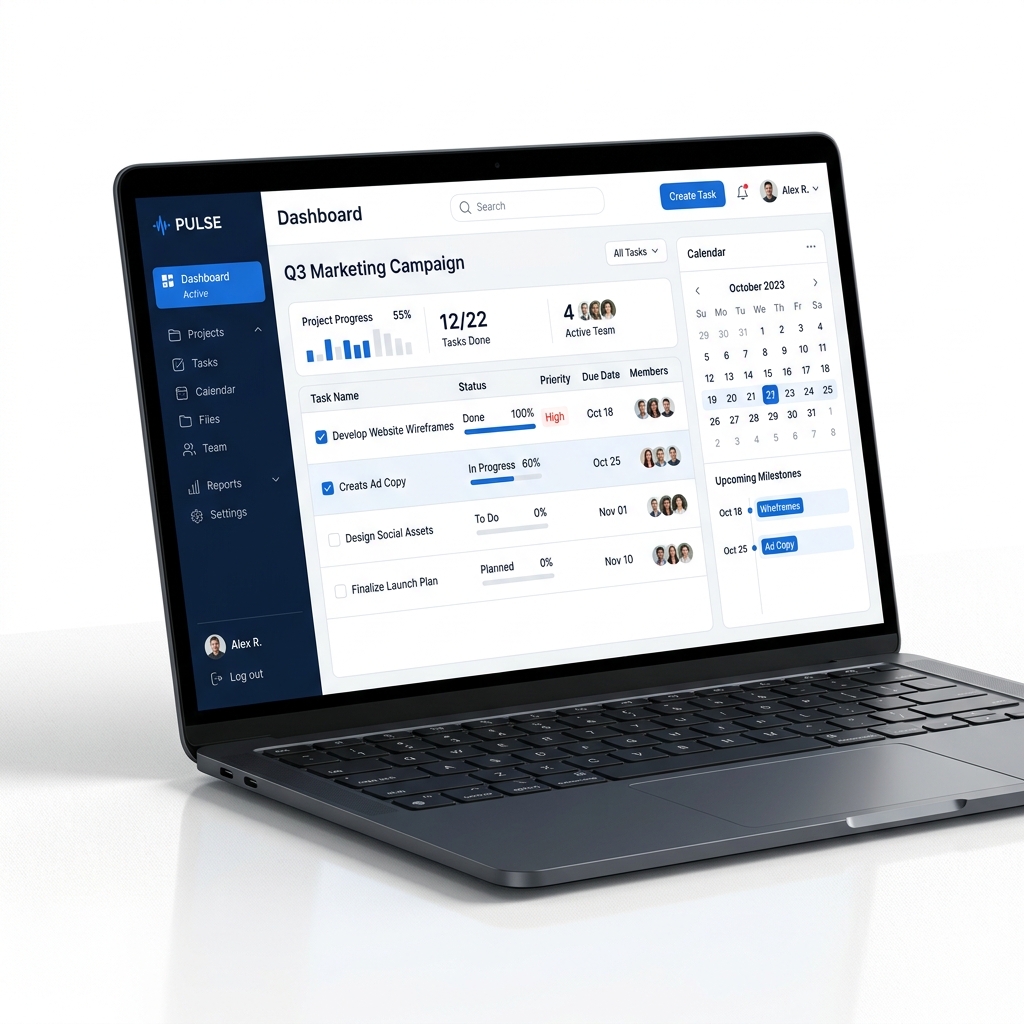 PULSE
Dashboard
Active
Projects
Tasks
Calendar
Files
Team
Reports
Settings
Alex R.
Log out
Dashboard
Search
Create Task
Alex R.
Q3 Marketing Campaign
All Tasks
Project Progress 55%
12/22
Tasks Done
4
Active Team
Task Name Status Priority Due Date Members
Develop Website Wireframes Done 100% High Oct 18
Creats Ad Copy In Progress 60% Oct 25
Design Social Assets To Do 0% Nov 01
Finalize Launch Plan Planned 0% Nov 10
Calendar
October 2023
Su Mo Tu We Th Fr Sa
29 30 31 1 2 3 4
5 6 7 8 9 10 11
12 13 14 15 16 17 18
19 20 21 23 24 25
26 27 28 29 30 31 1
2 3 4 5 6 7 8
Upcoming Milestones
Oct 18
Oct 25 Ad Copy